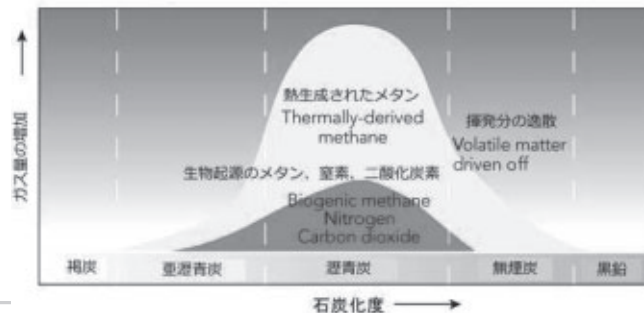 ガス量の増加
熱生成されたメタン
Thermally-derived
methane
揮発分の逸散
Volatile matter
driven off
生物起源のメタン、窒素、二酸化炭素
Biogenic methane
Nitrogen
Carbon dioxide
褐炭
亜瀝青炭
瀝青炭
無煙炭
黒鉛
石炭化度